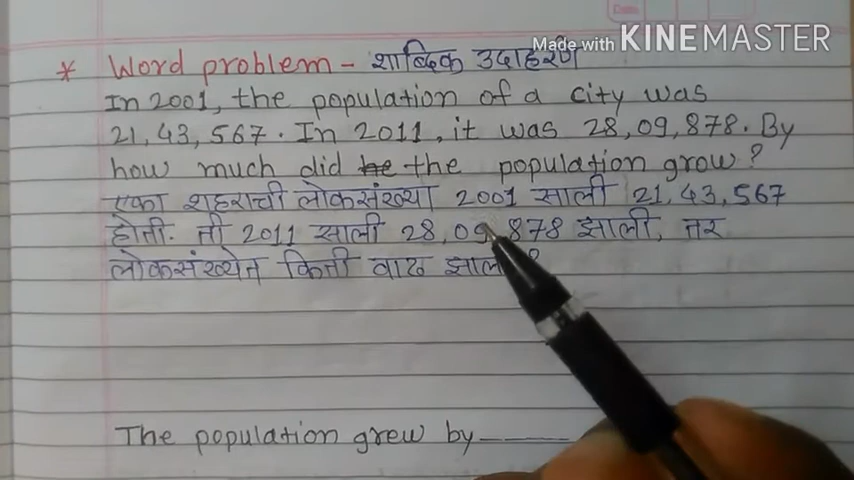 Made with KINEMASTER
* Word problem - शाब्दिक उदाहरण
In 2001, the population of a city was
21,43,567. In 2011, it was 28,09,878. By
how much did he the population grow?
एका शहराची लोकसंख्या 2001 साली 21,43,567
होती. ती 2011 साली 28,09,878 झाली, तर
लोकसंख्येत किती वाढ झाली?
The population grew by